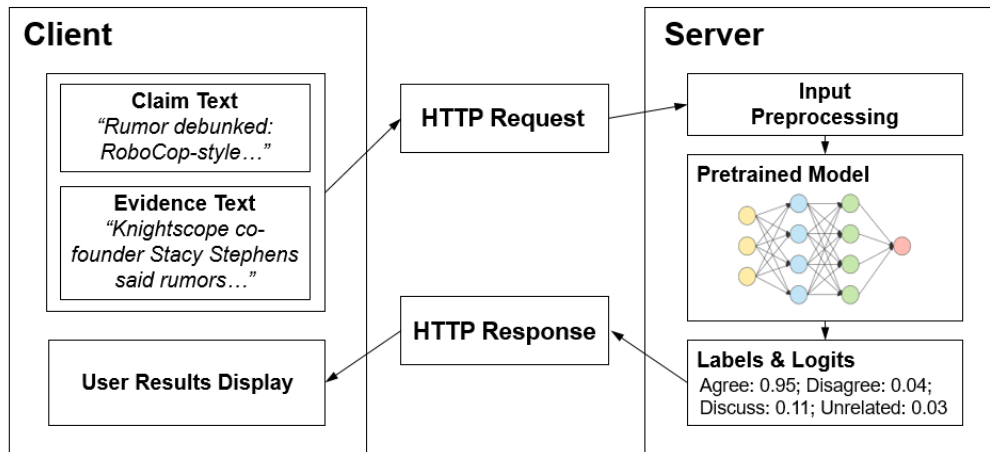 Client
Claim Text
“Rumor debunked:
RoboCop-style…”
Evidence Text
“Knightscope co-
founder Stacy Stephens
said rumors…”
User Results Display
HTTP Request
HTTP Response
Server
Input
Preprocessing
Pretrained Model
Labels & Logits
Agree: 0.95; Disagree: 0.04;
Discuss: 0.11; Unrelated: 0.03